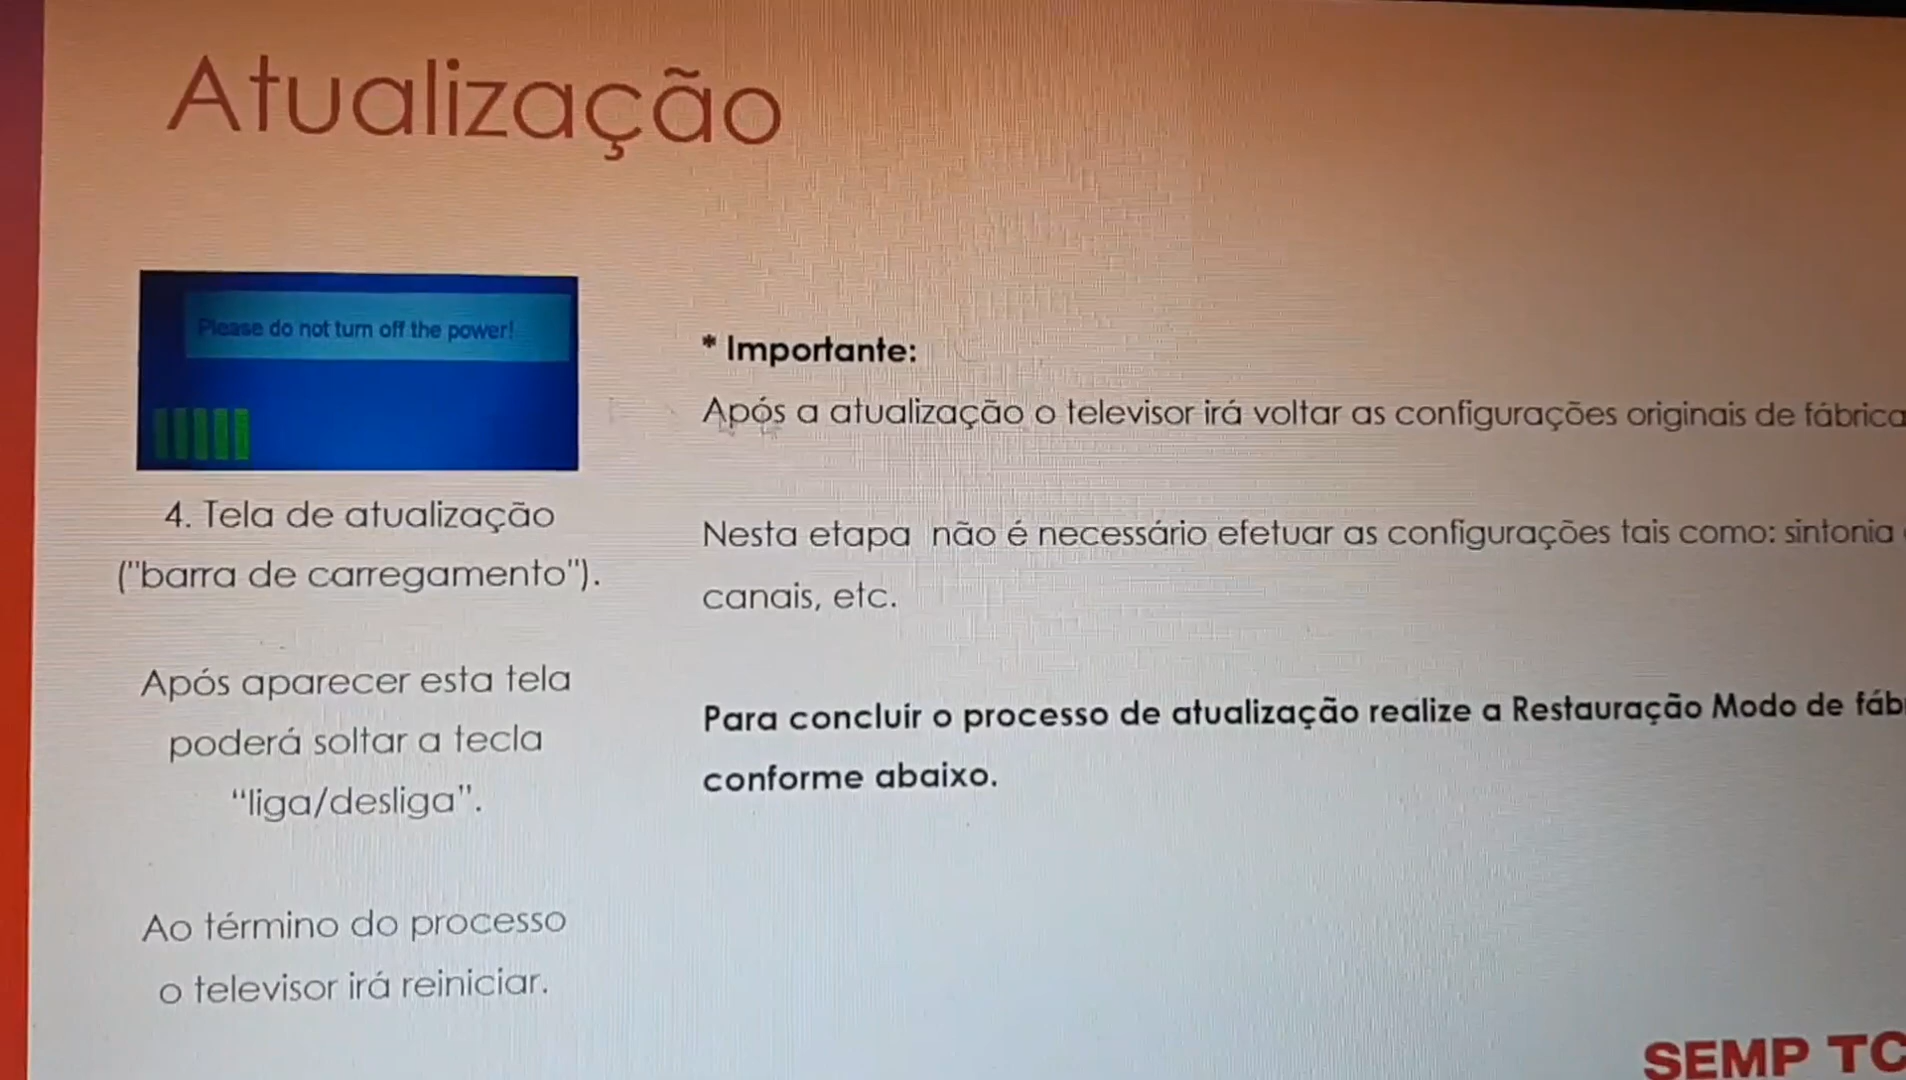 Atualização
Please do not turn off the power!
4. Tela de atualização
("barra de carregamento").
Após aparecer esta tela
poderá soltar a tecla
“liga/desliga”.
Ao término do processo
o televisor irá reiniciar.
* Importante:
Após a atualização o televisor irá voltar as configurações originais de fábrica
Nesta etapa não é necessário efetuar as configurações tais como: sintonia
canais, etc.
Para concluir o processo de atualização realize a Restauração Modo de fáb
conforme abaixo.
SEMP TC